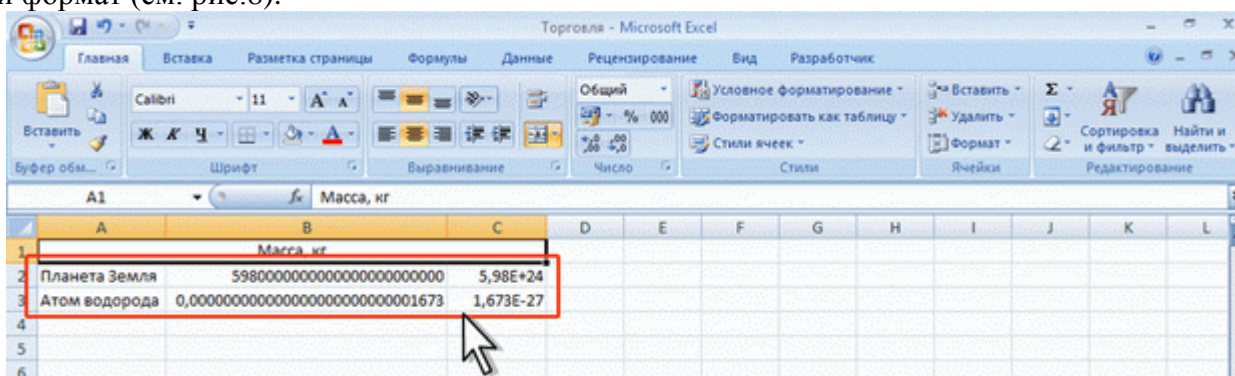 и формат (см. рис.8).
Торговля - Microsoft Excel
Главная Вставка Разметка страницы Формулы Данные Рецензирование Вид Разработчик
Calibri 11 Общий Условное форматирование Вставить Σ
Вставить Ж К Ч % 000 Форматировать как таблицу Удалить Сортировка и фильтр Найти и выделить
Стили ячеек Формат
Буфер обм... Шрифт Выравнивание Число Стили Ячейки Редактирование
A1 fx Масса, кг
A B C D E F G H I J K L
1 Масса, кг
2 Планета Земля 5980000000000000000000000 5,98E+24
3 Атом водорода 0,000000000000000000000000001673 1,673E-27
4
5
6